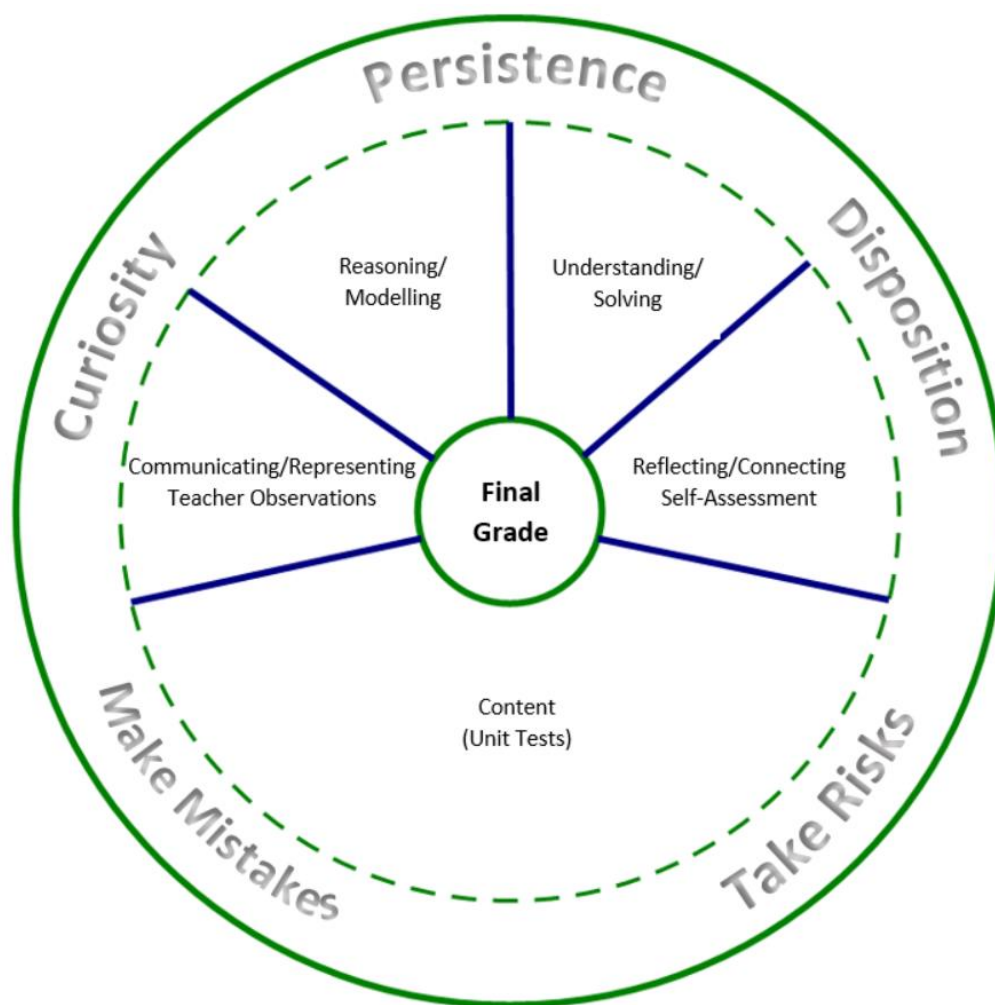 Persistence
Disposition
Curiosity
Reasoning/
Modelling
Understanding/
Solving
Communicating/Representing
Teacher Observations
Final
Grade
Reflecting/Connecting
Self-Assessment
Content
(Unit Tests)
Make Mistakes
Take Risks